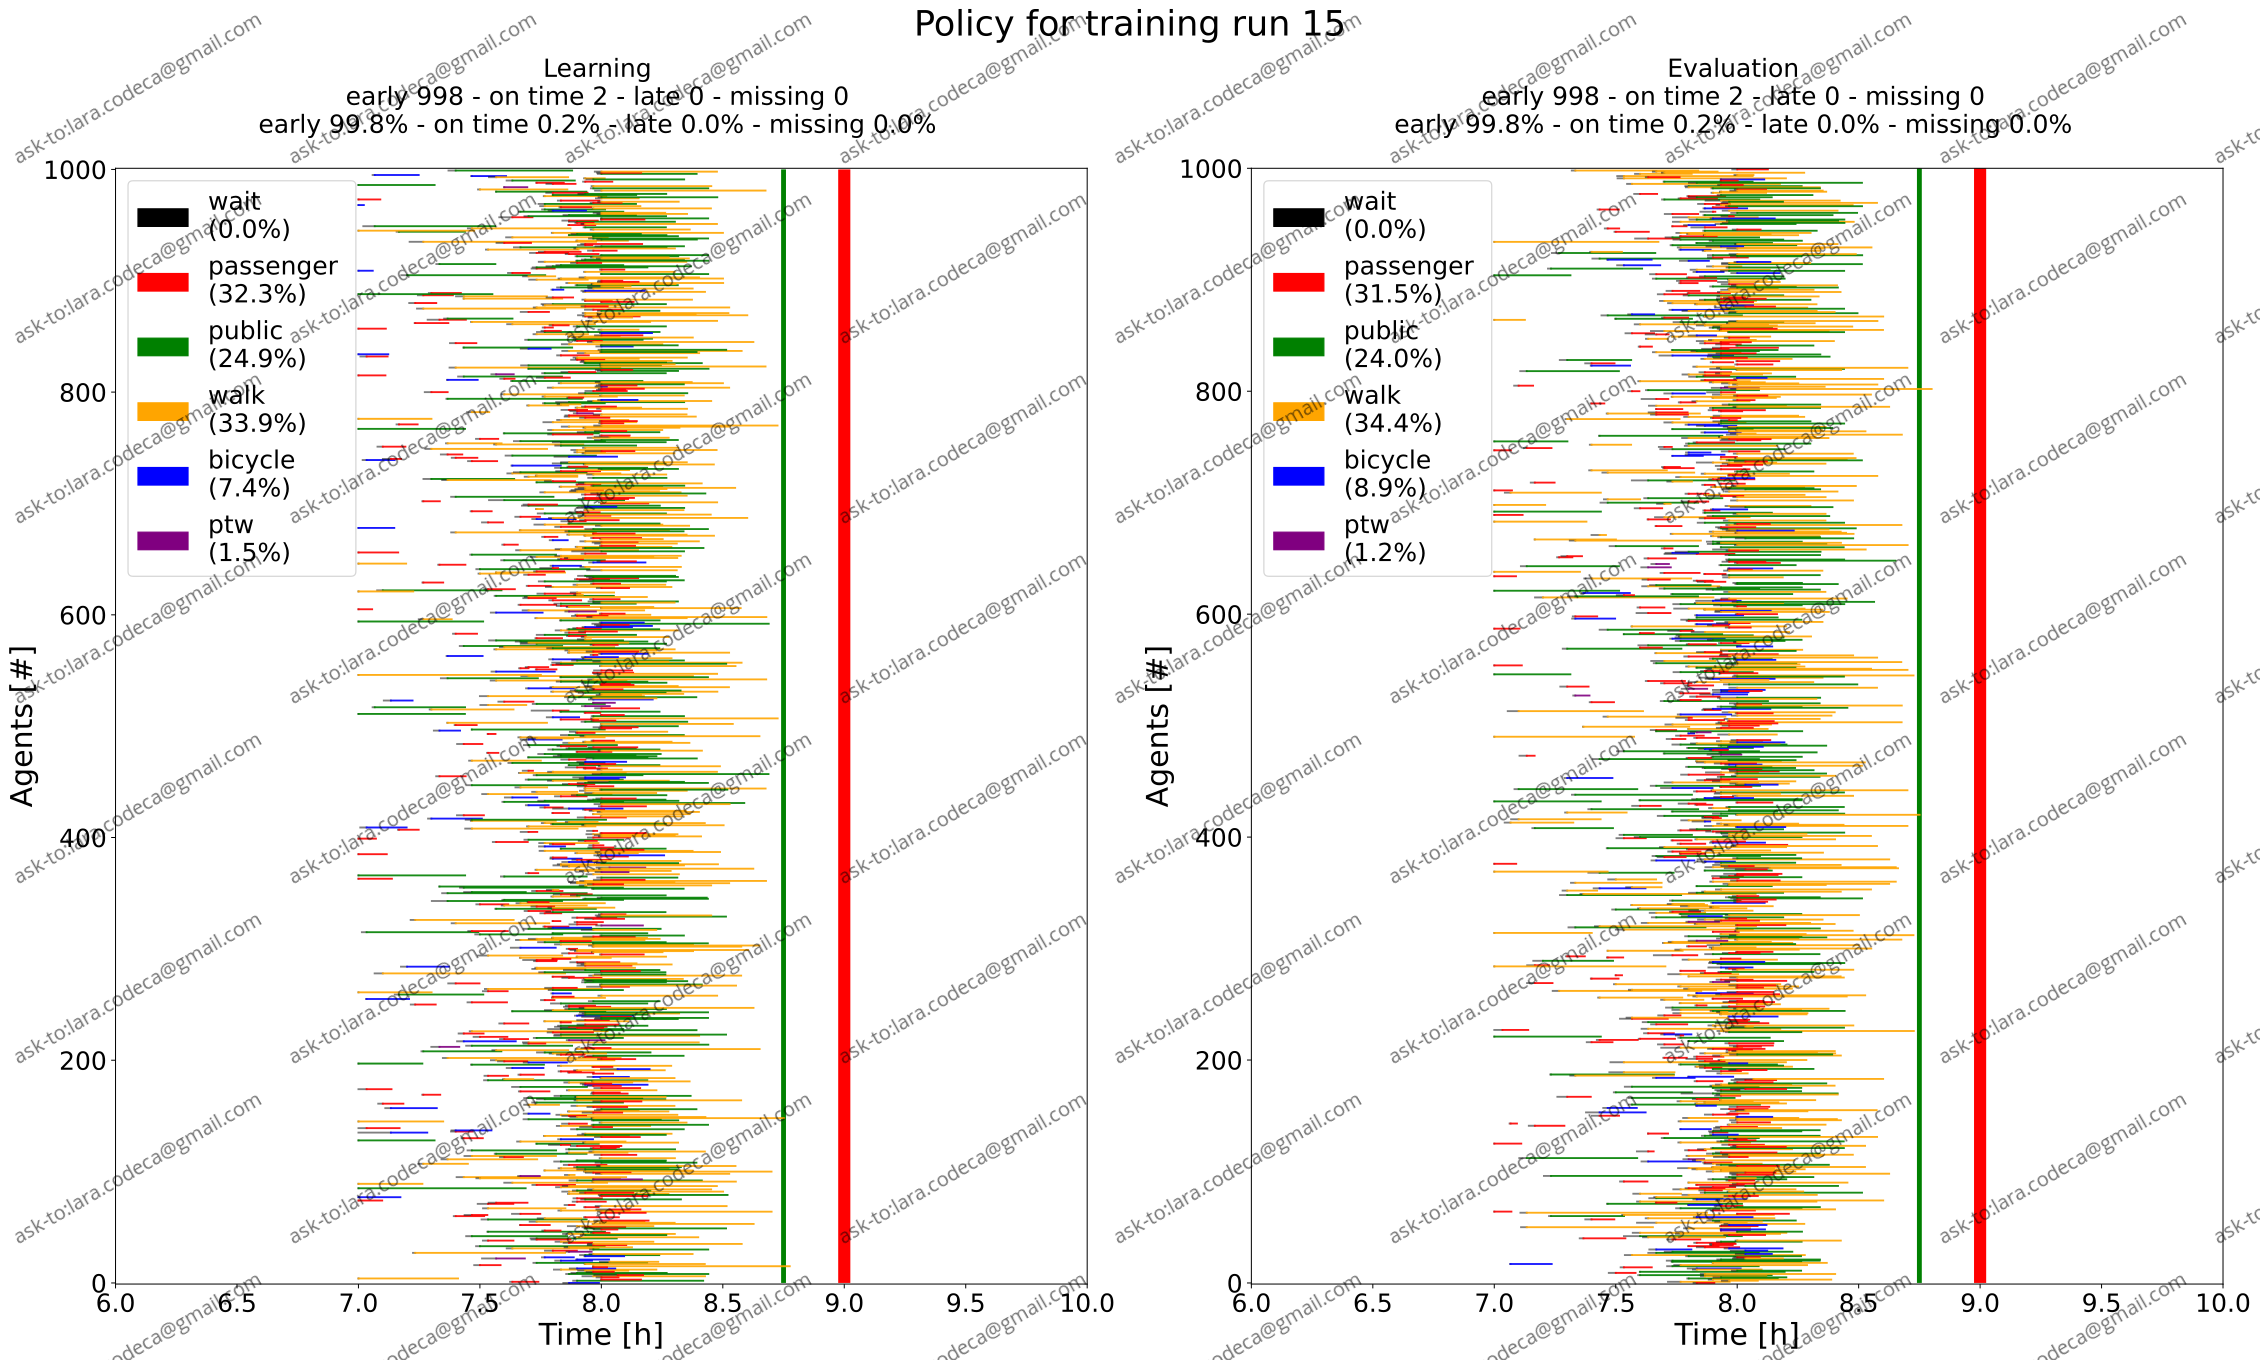 Policy for training run 15
Learning
early 998 - on time 2 - late 0 - missing 0
early 99.8% - on time 0.2% - late 0.0% - missing 0.0%
1000
800
600
400
200
0
Agents [#]
wait
(0.0%)
passenger
(32.3%)
public
(24.9%)
walk
(33.9%)
bicycle
(7.4%)
ptw
(1.5%)
6.0 6.5 7.0 7.5 8.0 8.5 9.0 9.5 10.0
Time [h]
Evaluation
early 998 - on time 2 - late 0 - missing 0
early 99.8% - on time 0.2% - late 0.0% - missing 0.0%
1000
800
600
400
200
0
Agents [#]
wait
(0.0%)
passenger
(31.5%)
public
(24.0%)
walk
(34.4%)
bicycle
(8.9%)
ptw
(1.2%)
6.0 6.5 7.0 7.5 8.0 8.5 9.0 9.5 10.0
Time [h]
ask-to:lara.codeca@gmail.com